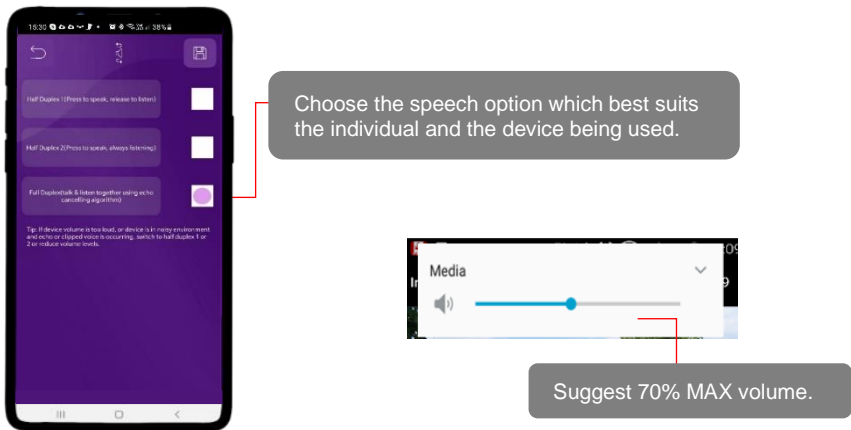 15:30
38%
Half Duplex 1(Press to speak, release to listen)
Half Duplex 2(Press to speak, always listening)
Full Duplex(talk & listen together using echo
cancelling algorithm)
Tip: If device volume is too loud, or device is in noisy environment
and echo or clipped voice is occurring, switch to half duplex 1 or
2 or reduce volume levels.
Choose the speech option which best suits
the individual and the device being used.
Media
Suggest 70% MAX volume.